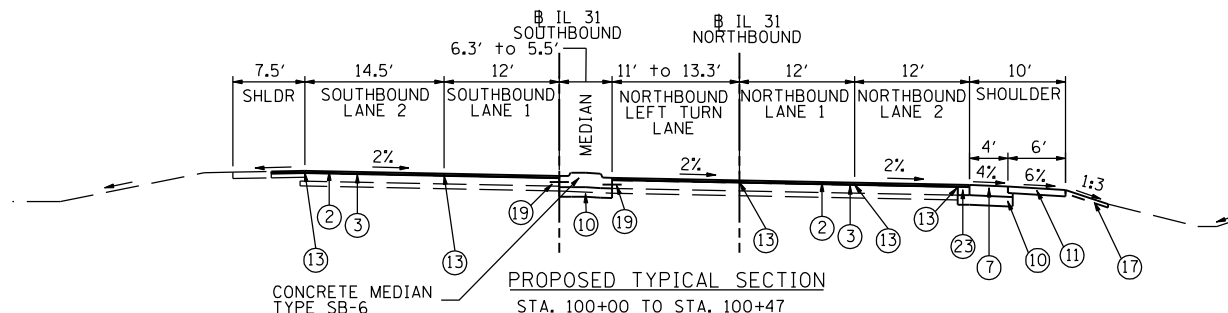 ℄ IL 31
SOUTHBOUND
℄ IL 31
NORTHBOUND
6.3' to 5.5'
7.5'
14.5'
12'
11' to 13.3'
12'
12'
10'
SHLDR
SOUTHBOUND
LANE 2
SOUTHBOUND
LANE 1
MEDIAN
NORTHBOUND
LEFT TURN
LANE
NORTHBOUND
LANE 1
NORTHBOUND
LANE 2
SHOULDER
4'
6'
2%
2%
2%
4%
6%
1:3
13
2
3
13
19
10
19
13
2
3
13
13
23
7
10
11
17
CONCRETE MEDIAN
TYPE SB-6
PROPOSED TYPICAL SECTION
STA. 100+00 TO STA. 100+47